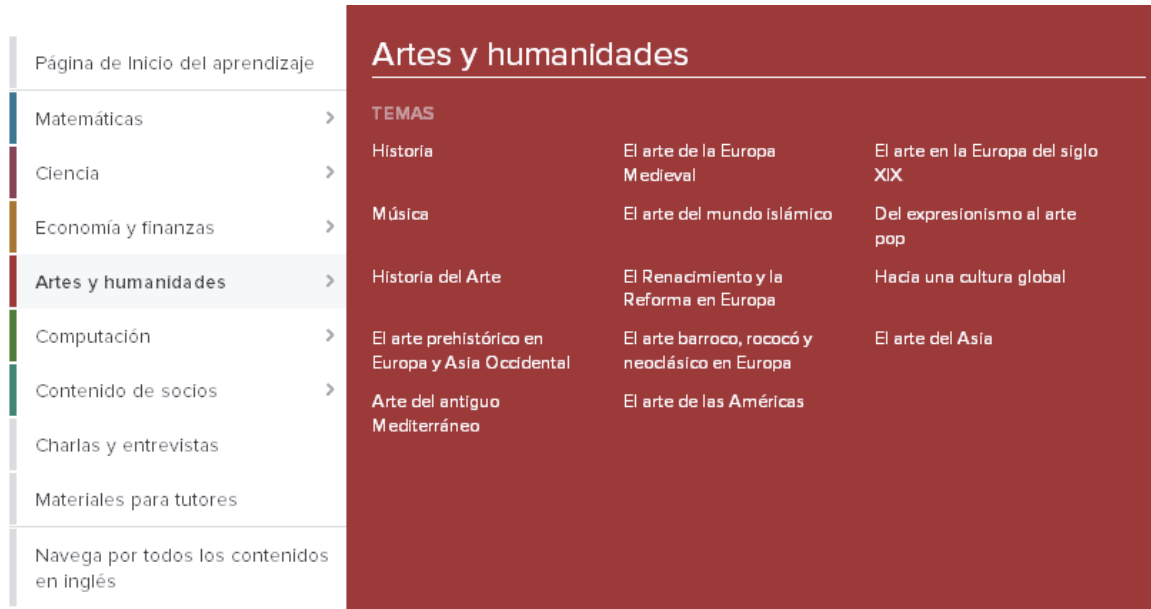 Página de Inicio del aprendizaje
Matemáticas
Ciencia
Economía y finanzas
Artes y humanidades
Computación
Contenido de socios
Charlas y entrevistas
Materiales para tutores
Navega por todos los contenidos
en inglés
Artes y humanidades
TEMAS
Historia
Música
Historia del Arte
El arte prehistórico en
Europa y Asia Occidental
Arte del antiguo
Mediterráneo
El arte de la Europa
Medieval
El arte del mundo islámico
El Renacimiento y la
Reforma en Europa
El arte barroco, rococó y
neoclásico en Europa
El arte de las Américas
El arte en la Europa del siglo
XIX
Del expresionismo al arte
pop
Hacia una cultura global
El arte del Asia